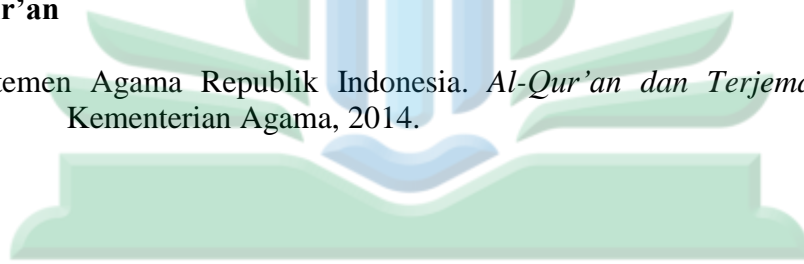 r’an
temen Agama Republik Indonesia. Al-Qur’an dan Terjema
Kementerian Agama, 2014.